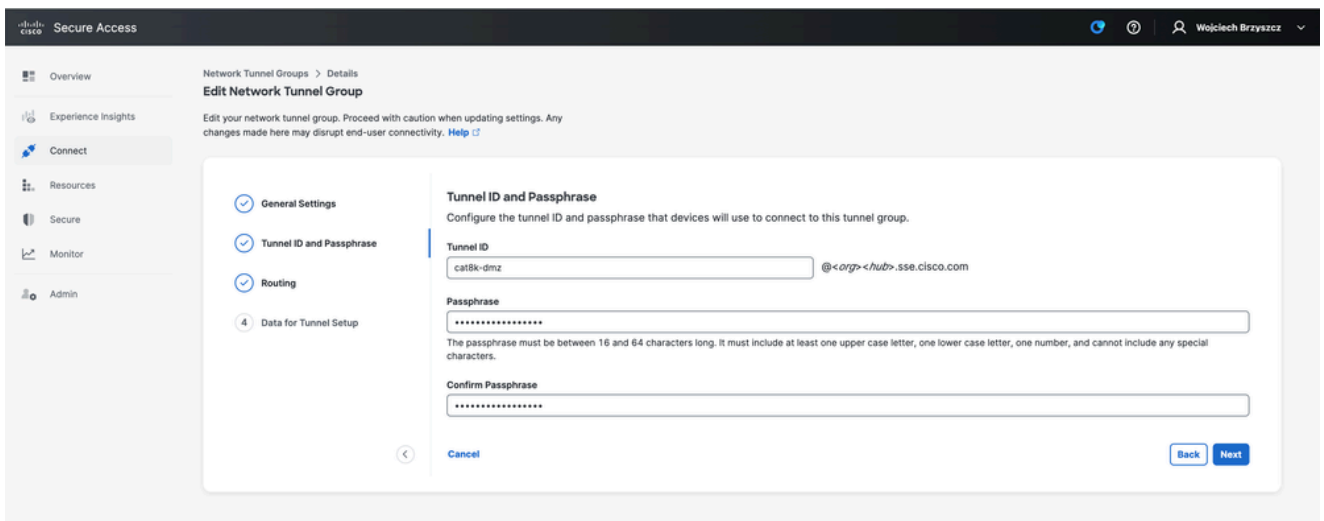 cisco Secure Access
Wojciech Brzyszcz
Overview
Experience Insights
Connect
Resources
Secure
Monitor
Admin
Network Tunnel Groups > Details
Edit Network Tunnel Group
Edit your network tunnel group. Proceed with caution when updating settings. Any
changes made here may disrupt end-user connectivity. Help
General Settings
Tunnel ID and Passphrase
Routing
4 Data for Tunnel Setup
Tunnel ID and Passphrase
Configure the tunnel ID and passphrase that devices will use to connect to this tunnel group.
Tunnel ID
cat8k-dmz @<org><hub>.sse.cisco.com
Passphrase
•••••••••••••••••
The passphrase must be between 16 and 64 characters long. It must include at least one upper case letter, one lower case letter, one number, and cannot include any special
characters.
Confirm Passphrase
•••••••••••••••••
Cancel
Back Next